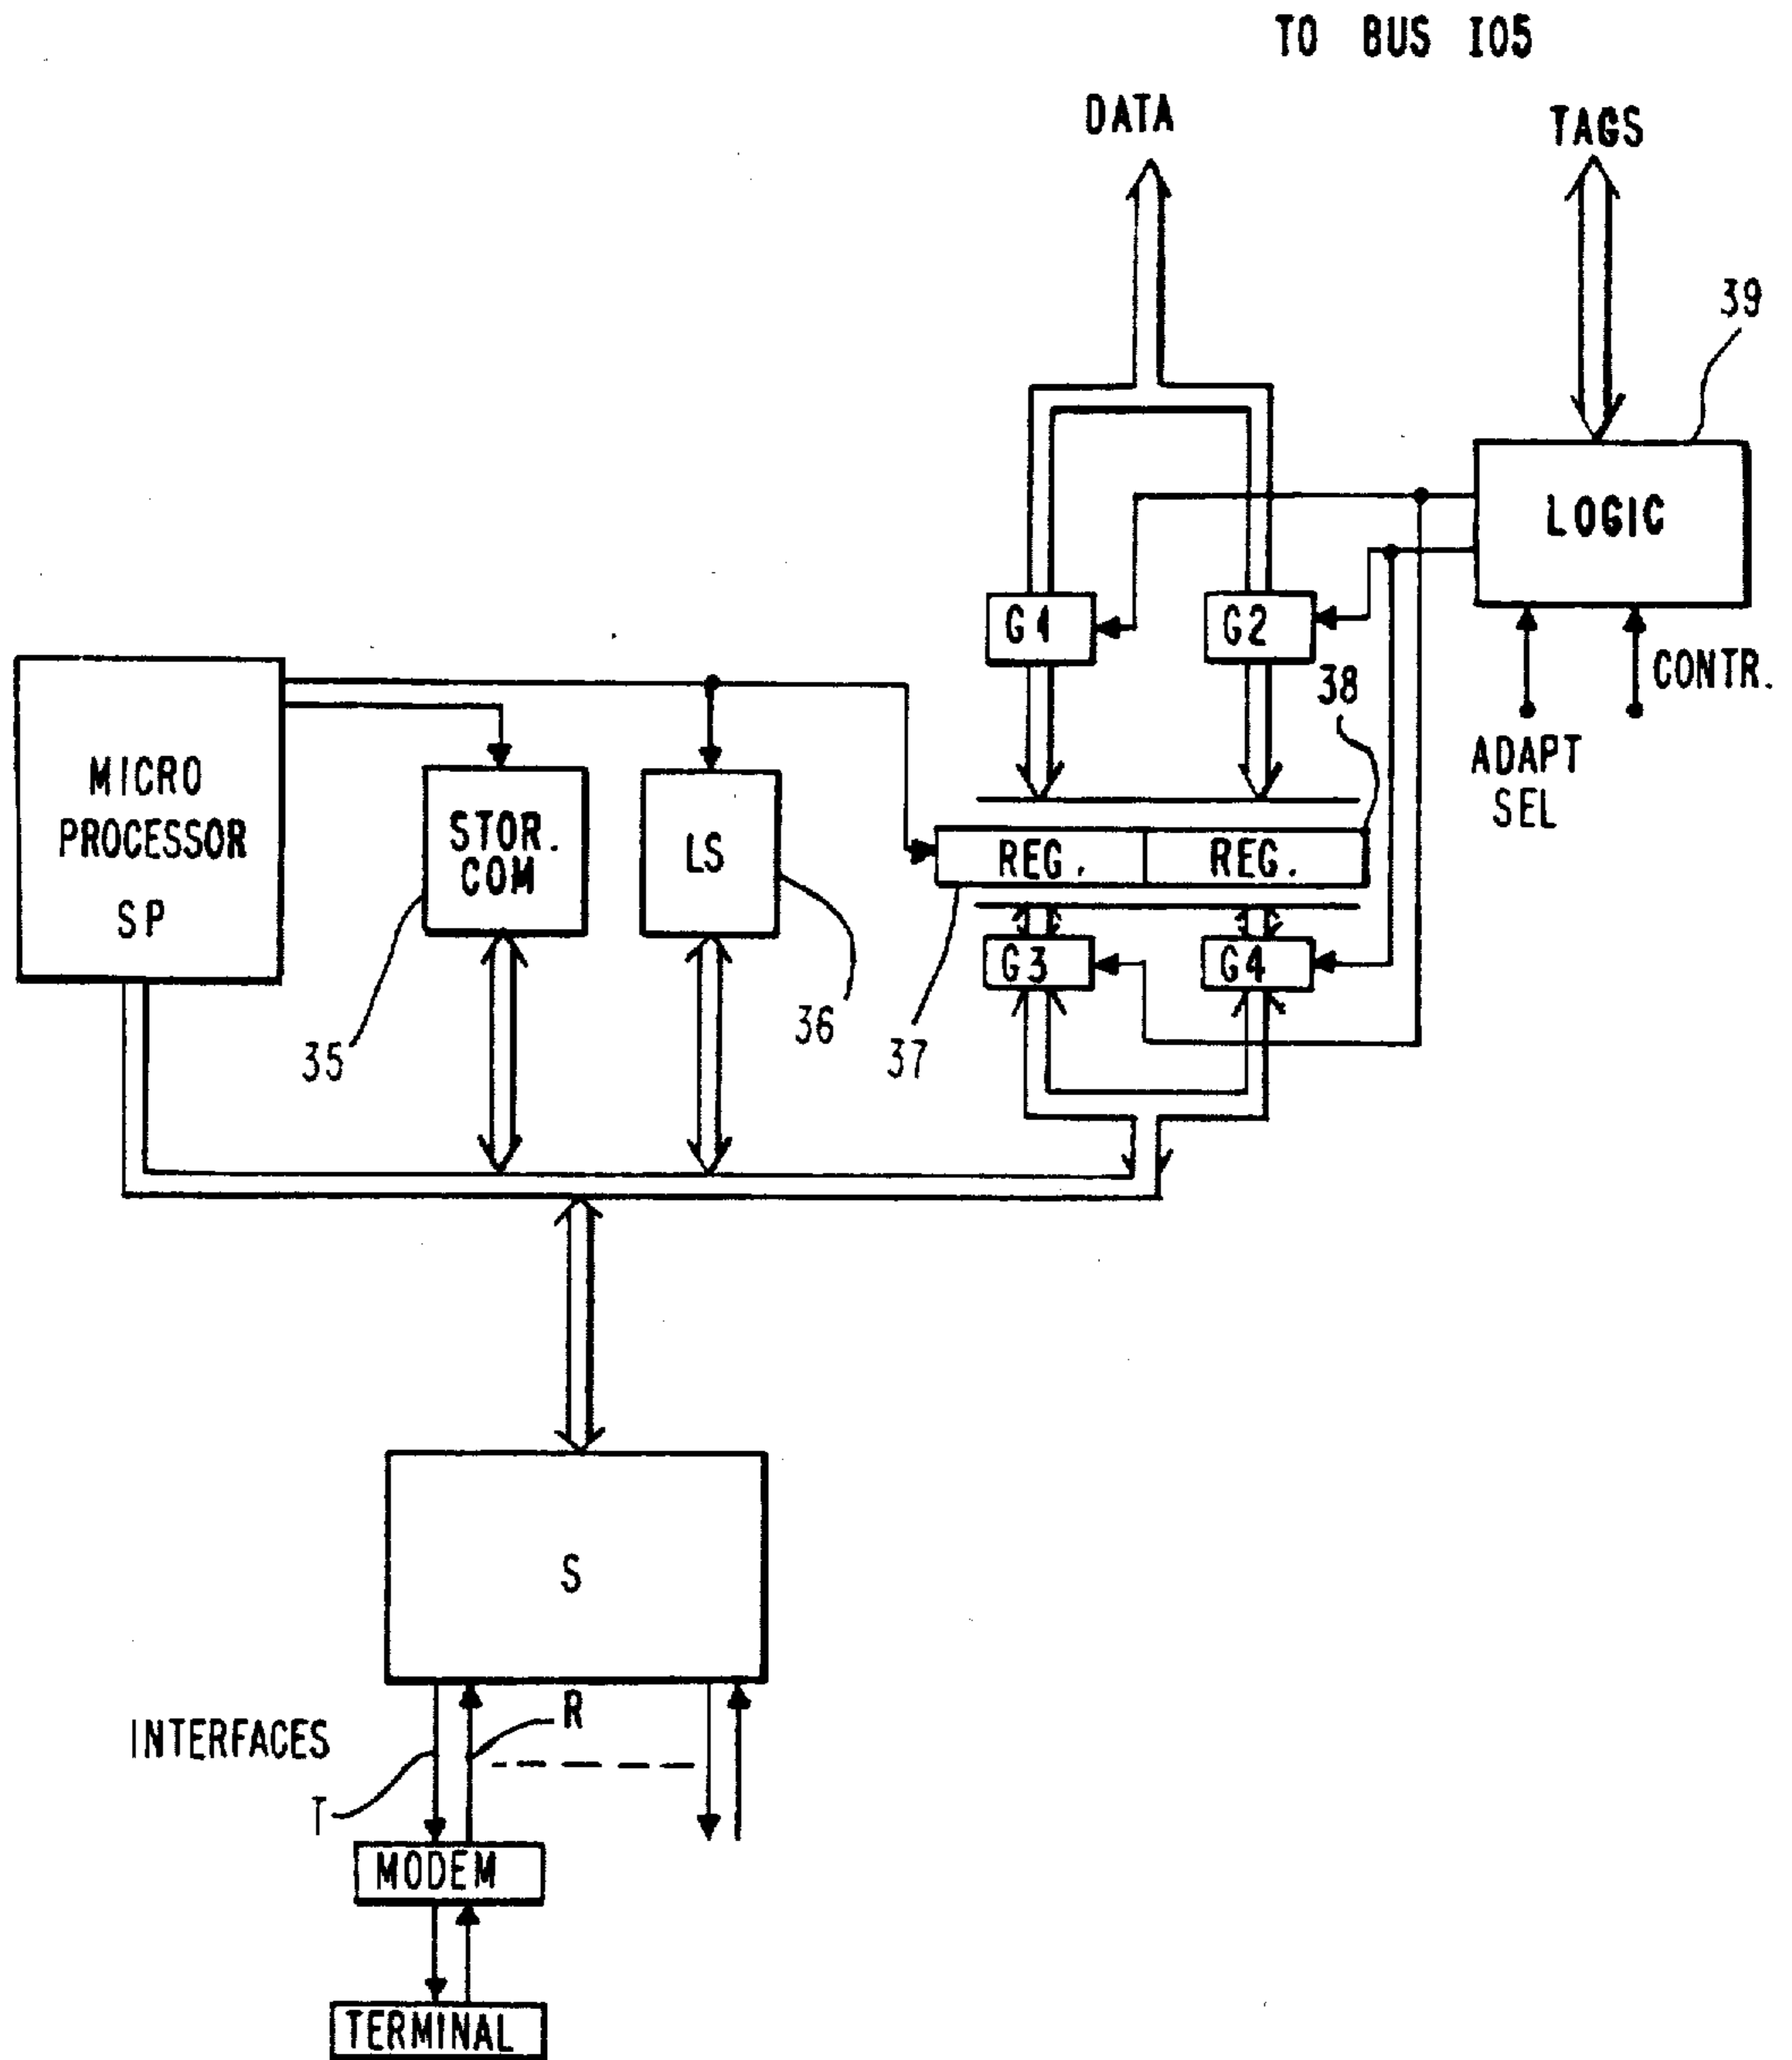 TO BUS IO5
DATA
TAGS
39
LOGIC
G1
G2
38
CONTR.
ADAPT
SEL
MICRO
PROCESSOR
SP
STOR.
COM
LS
REG.
REG.
G3
G4
35
36
37
S
INTERFACES
R
T
MODEM
TERMINAL